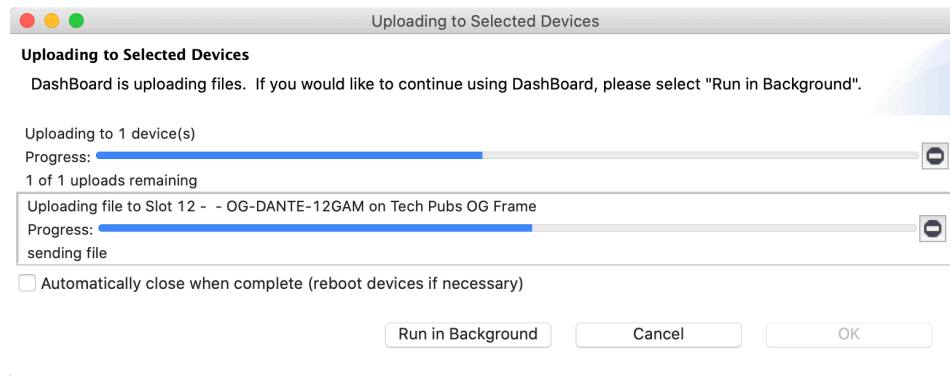 Uploading to Selected Devices
Uploading to Selected Devices
DashBoard is uploading files.  If you would like to continue using DashBoard, please select "Run in Background".
Uploading to 1 device(s)
Progress:
1 of 1 uploads remaining
Uploading file to Slot 12 -  - OG-DANTE-12GAM on Tech Pubs OG Frame
Progress:
sending file
Automatically close when complete (reboot devices if necessary)
Run in Background Cancel OK